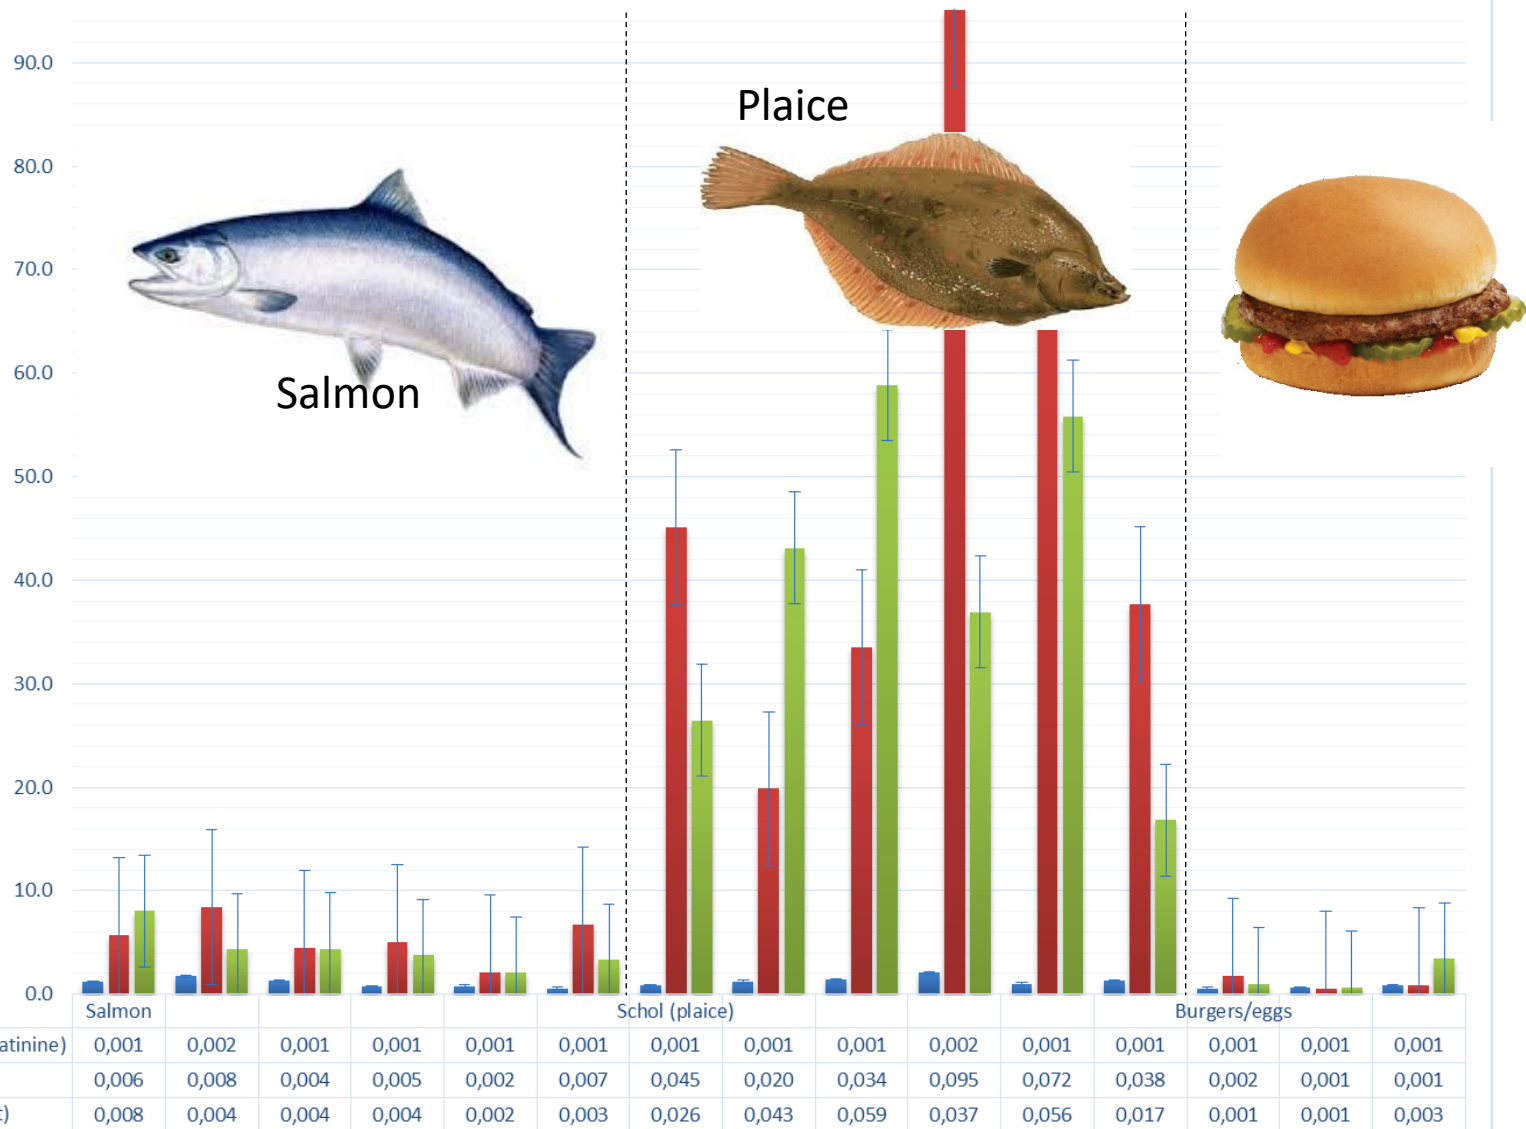 90.0
Plaice
80.0
70.0
Salmon
60.0
50.0
40.0
30.0
20.0
10.0
0.0
Salmon Schol (plaice) Burgers/eggs
atinine) 0,001 0,002 0,001 0,001 0,001 0,001 0,001 0,001 0,001 0,002 0,001 0,001 0,001 0,001 0,001
0,006 0,008 0,004 0,005 0,002 0,007 0,045 0,020 0,034 0,095 0,072 0,038 0,002 0,001 0,001
t) 0,008 0,004 0,004 0,004 0,002 0,003 0,026 0,043 0,059 0,037 0,056 0,017 0,001 0,001 0,003